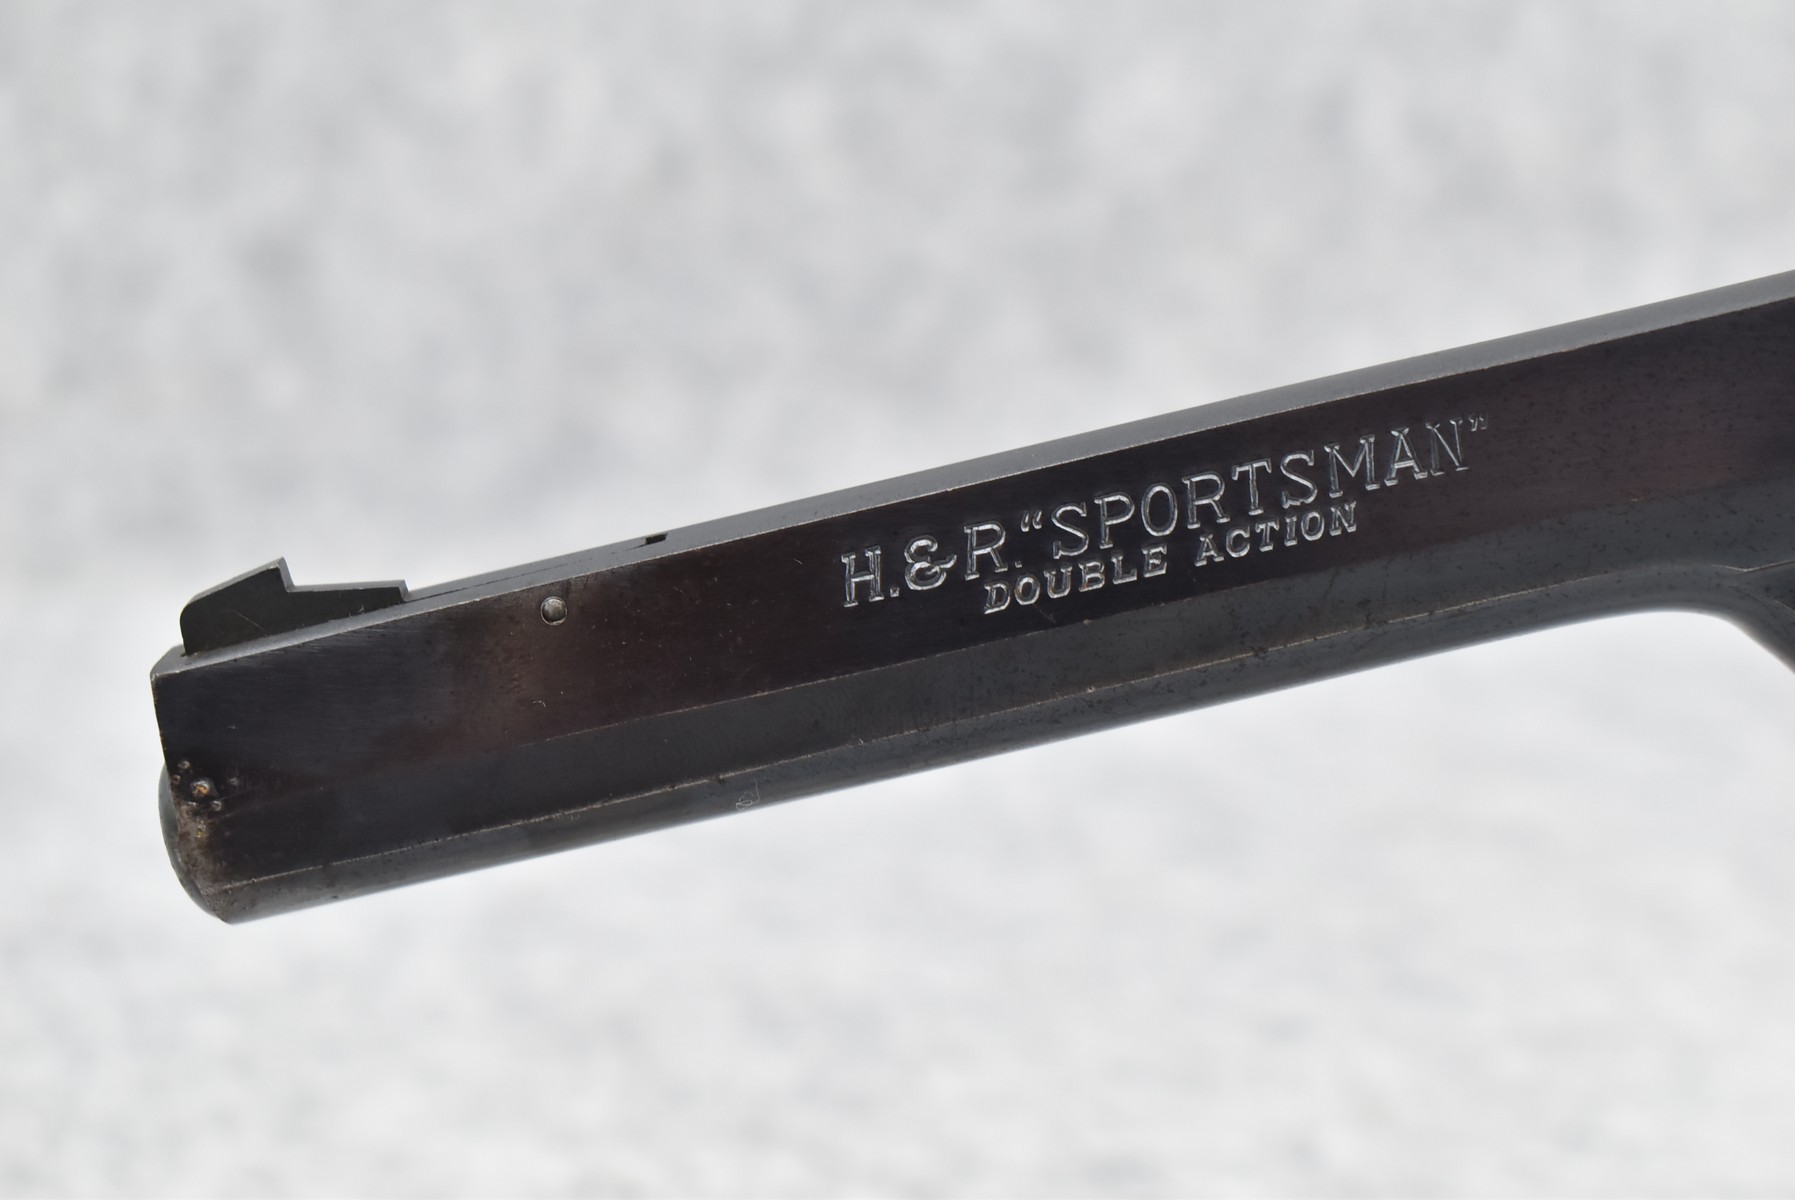 H.&R. “SPORTSMAN”
DOUBLE ACTION